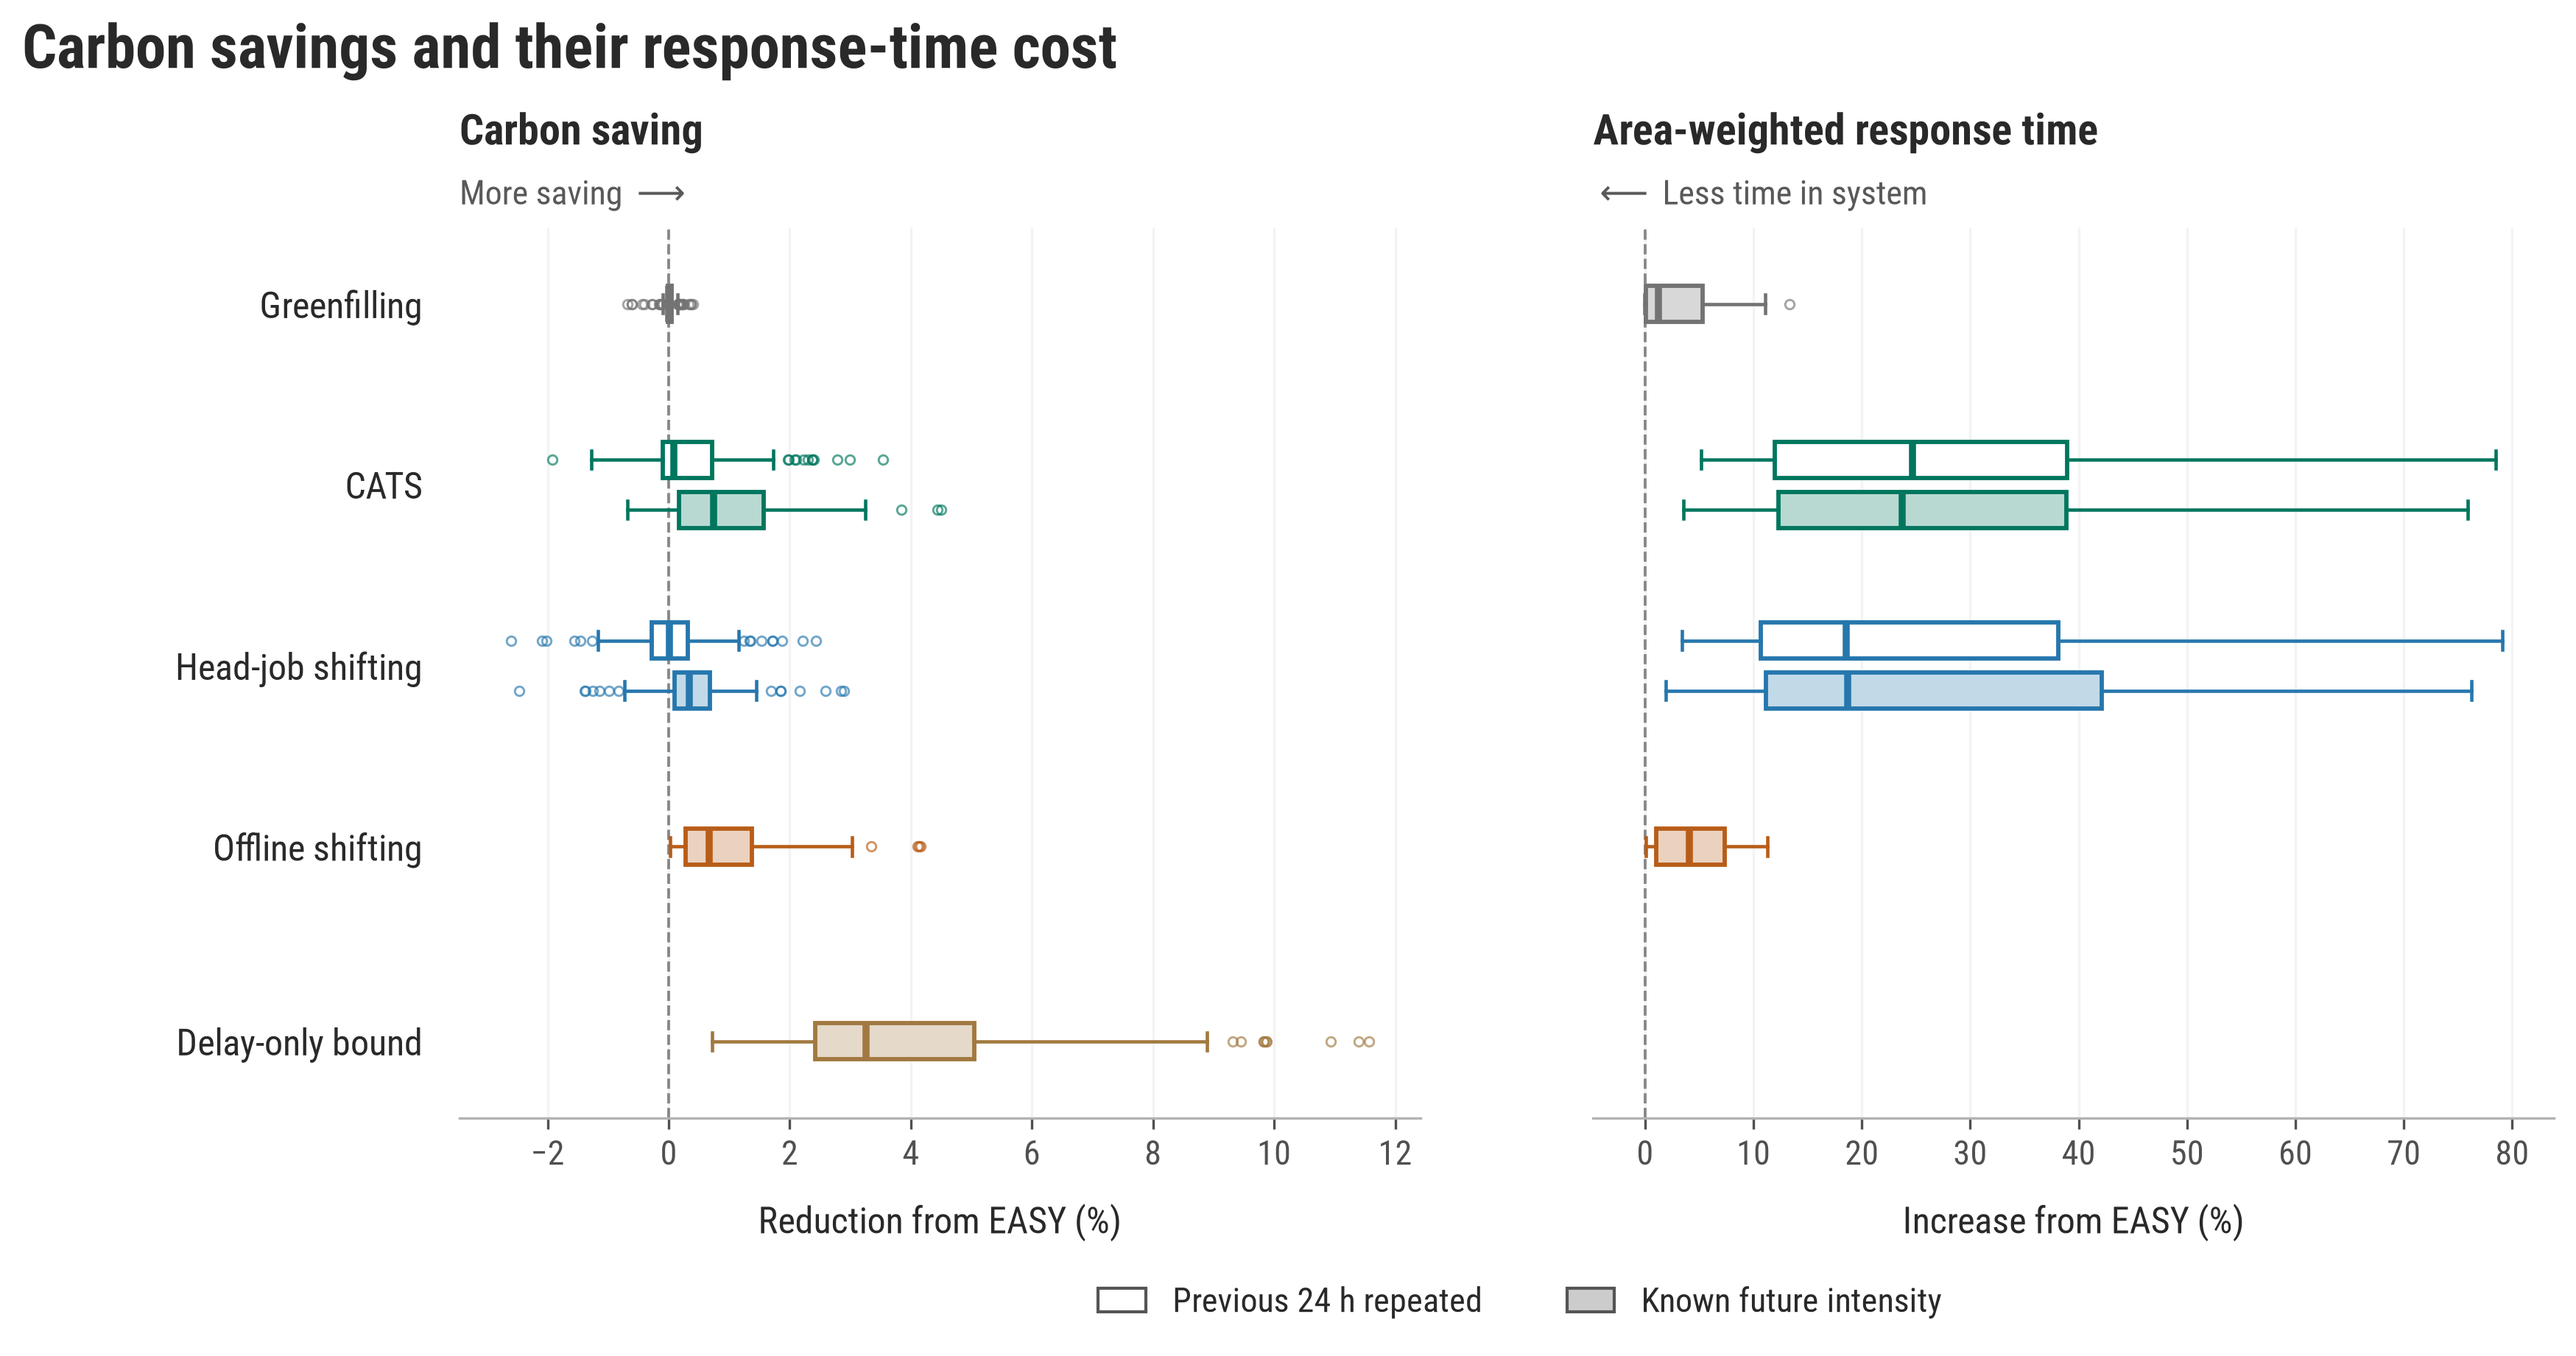 Carbon savings and their response-time cost
Carbon saving
More saving
Area-weighted response time
Less time in system
Greenfilling
CATS
Head-job shifting
Offline shifting
Delay-only bound
−2 0 2 4 6 8 10 12
Reduction from EASY (%)
0 10 20 30 40 50 60 70 80
Increase from EASY (%)
Previous 24 h repeated
Known future intensity